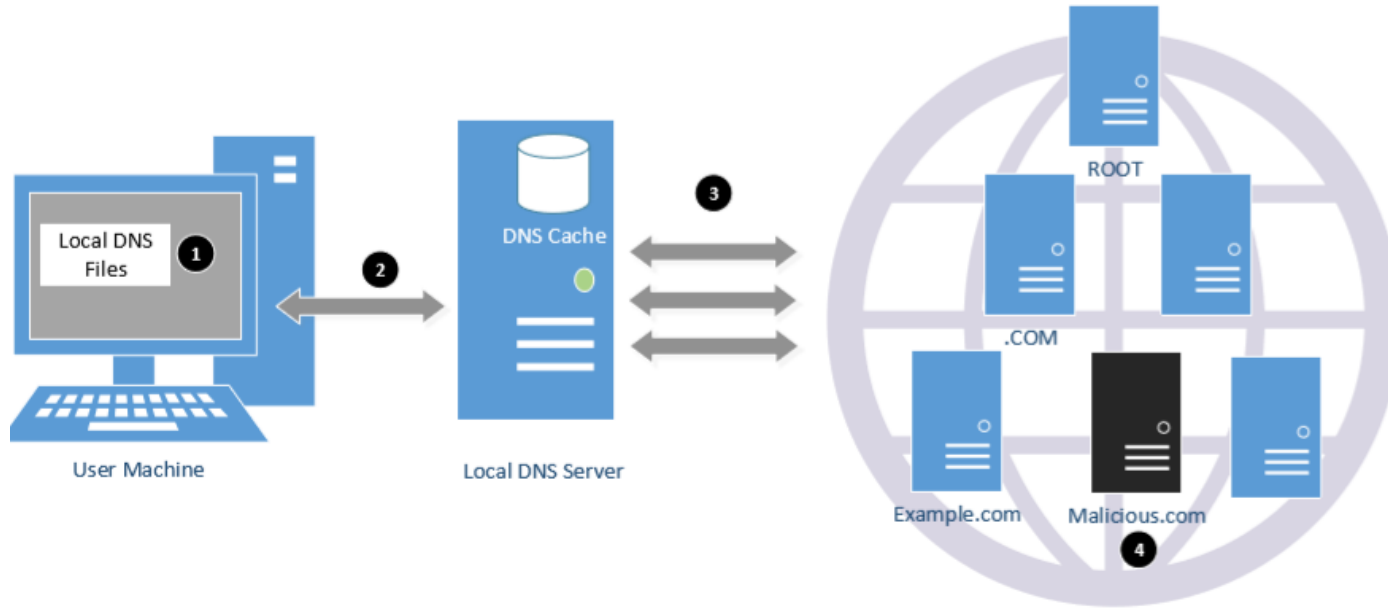 ROOT
3
DNS Cache
Local DNS
Files
1
2
.COM
User Machine
Local DNS Server
Example.com
Malicious.com
4